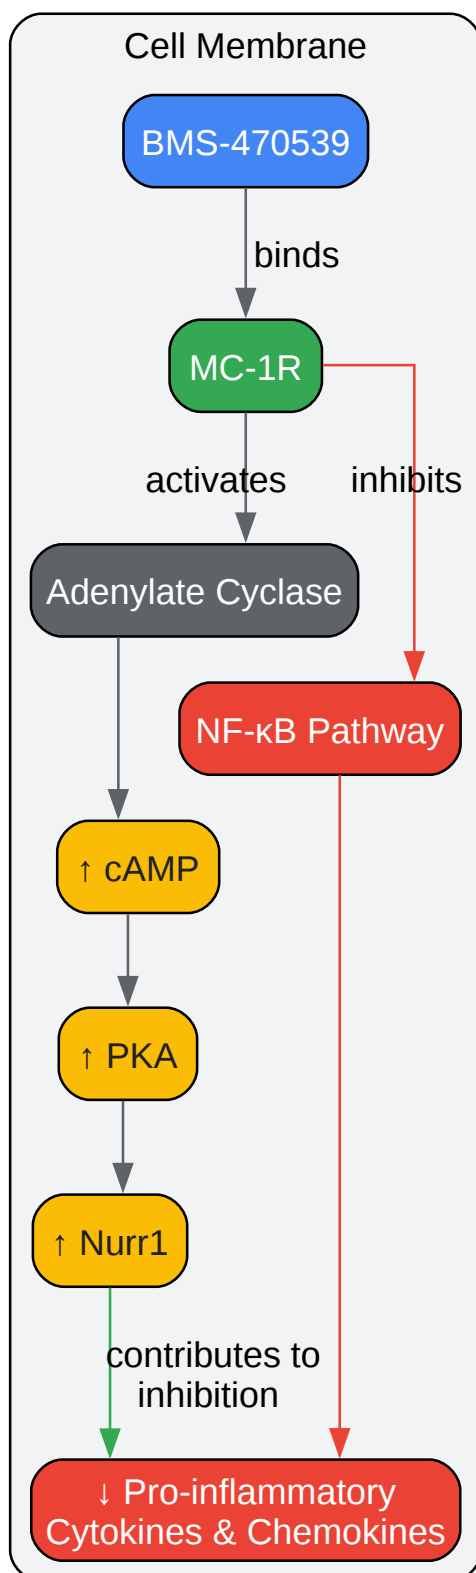 Cell Membrane
BMS-470539
binds
MC-1R
activates
inhibits
Adenylate Cyclase
NF-κB Pathway
↑ cAMP
↑ PKA
↑ Nurr1
contributes to
inhibition
↓ Pro-inflammatory
Cytokines & Chemokines